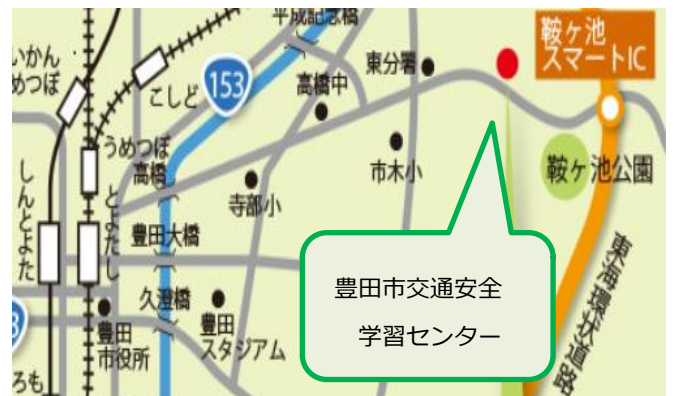 平成記念橋
鞍ヶ池
スマートIC
いかん
めつぼ
東分署
153
こしど
高橋中
うめつぼ
高橋
市木小
鞍ヶ池公園
しんとよた
とよたし
寺部小
豊田大橋
豊田市交通安全
学習センター
東海環状道路
久澄橋
豊田
市役所
豊田
スタジアム
3
ろも